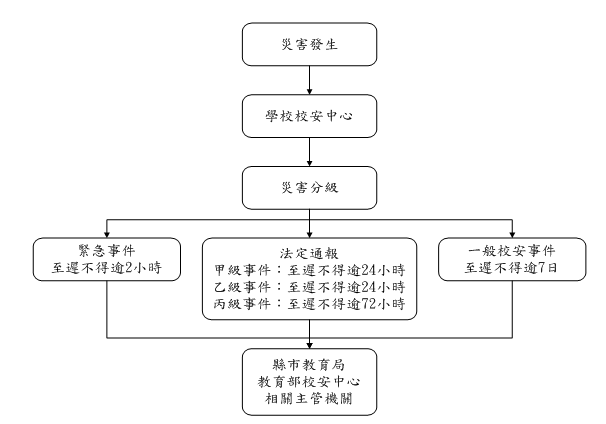 災害發生
學校校安中心
災害分級
緊急事件
至遲不得逾2小時
法定通報
甲級事件：至遲不得逾24小時
乙級事件：至遲不得逾24小時
丙級事件：至遲不得逾72小時
一般校安事件
至遲不得逾7日
縣市教育局
教育部校安中心
相關主管機關